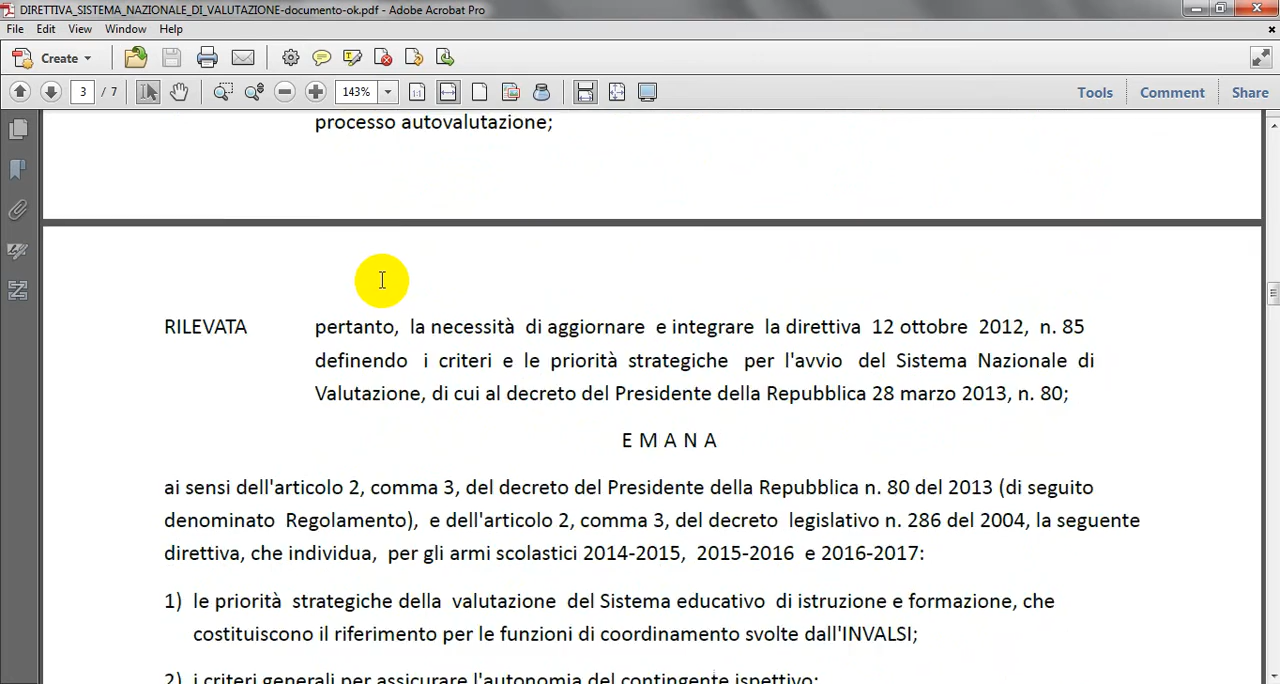 DIRETTIVA_SISTEMA_NAZIONALE_DI_VALUTAZIONE-documento-ok.pdf - Adobe Acrobat Pro
File Edit View Window Help
Create
3 / 7 143% Tools Comment Share
processo autovalutazione;
RILEVATA pertanto, la necessità di aggiornare e integrare la direttiva 12 ottobre 2012, n. 85
definendo i criteri e le priorità strategiche per l'avvio del Sistema Nazionale di
Valutazione, di cui al decreto del Presidente della Repubblica 28 marzo 2013, n. 80;
E M A N A
ai sensi dell'articolo 2, comma 3, del decreto del Presidente della Repubblica n. 80 del 2013 (di seguito
denominato Regolamento), e dell'articolo 2, comma 3, del decreto legislativo n. 286 del 2004, la seguente
direttiva, che individua, per gli armi scolastici 2014-2015, 2015-2016 e 2016-2017:
1) le priorità strategiche della valutazione del Sistema educativo di istruzione e formazione, che
costituiscono il riferimento per le funzioni di coordinamento svolte dall'INVALSI;
2) i criteri generali per assicurare l'autonomia del contingente ispettivo;